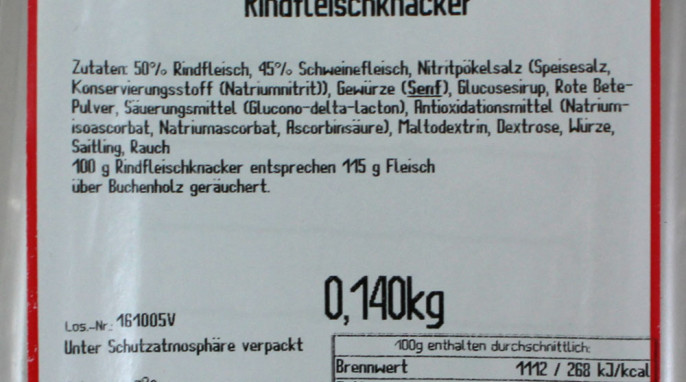 Rindfleischknacker
Zutaten: 50% Rindfleisch, 45% Schweinefleisch, Nitritpökelsalz (Speisesalz,
Konservierungsstoff (Natriumnitrit)), Gewürze (Senf), Glucosesirup, Rote Bete-
Pulver, Säuerungsmittel (Glucono-delta-lacton), Antioxidationsmittel (Natrium-
isoascorbat, Natriumascorbat, Ascorbinsäure), Maltodextrin, Dextrose, Würze,
Saitling, Rauch
100 g Rindfleischknacker entsprechen 115 g Fleisch
über Buchenholz geräuchert.
0,140kg
Los.-Nr.: 161005V
Unter Schutzatmosphäre verpackt
100g enthalten durchschnittlich:
Brennwert 1112 / 268 kJ/kcal